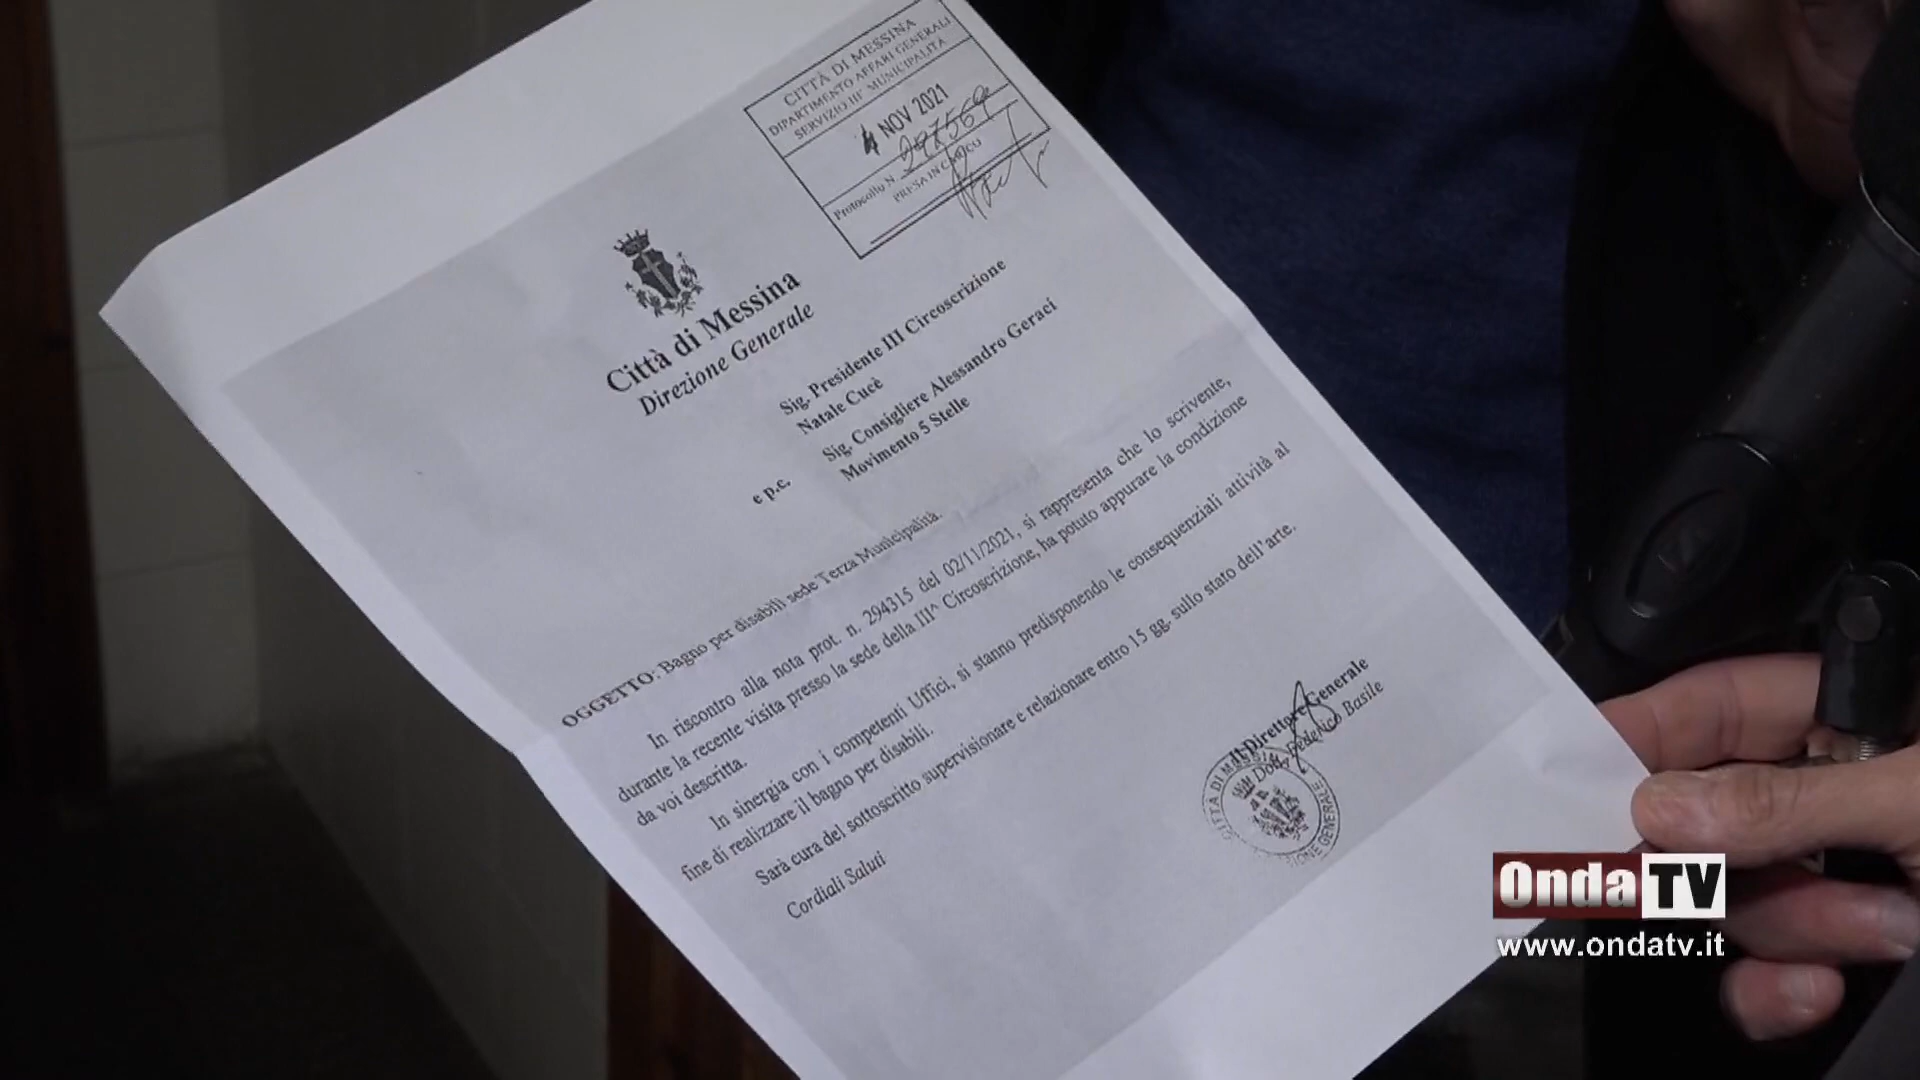 CITTÀ DI MESSINA
DIPARTIMENTO AFFARI GENERALI
SERVIZIO III° MUNICIPALITÀ
4 NOV 2021
Protocollo N.
PRESA IN CARICO
Città di Messina
Direzione Generale
Sig. Presidente III Circoscrizione
Natale Cucè
e p.c.
Sig. Consigliere Alessandro Geraci
Movimento 5 Stelle
OGGETTO: Bagno per disabili sede Terza Municipalità.
In riscontro alla nota prot. n. 294315 del 02/11/2021, si rappresenta che lo scrivente,
durante la recente visita presso la sede della III^ Circoscrizione, ha potuto appurare la condizione
da voi descritta.
In sinergia con i competenti Uffici, si stanno predisponendo le consequenziali attività al
fine di realizzare il bagno per disabili.
Sarà cura del sottoscritto supervisionare e relazionare entro 15 gg. sullo stato dell'arte.
Cordiali Saluti
Il Direttore Generale
Dott. Federico Basile
CITTÀ DI MESSINA
GENERALE
Onda TV
www.ondatv.it